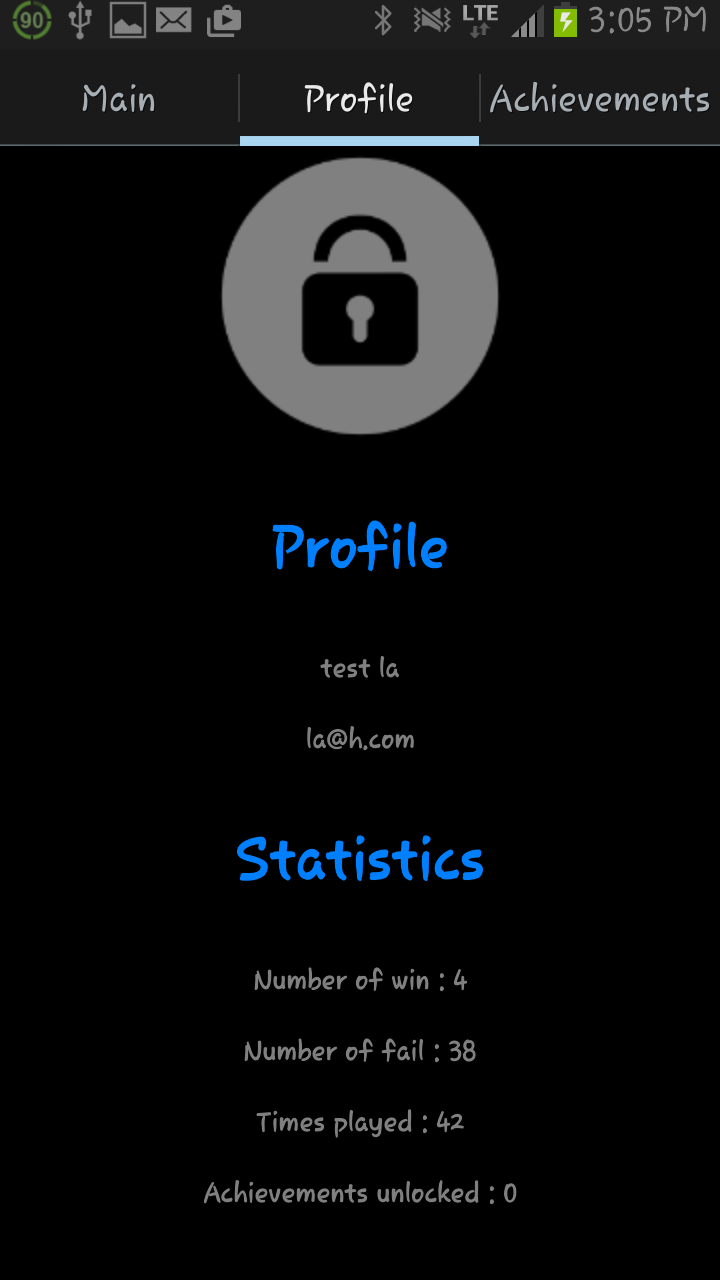 90 LTE 3:05 PM
Main Profile Achievements
Profile
test la
la@h.com
Statistics
Number of win : 4
Number of fail : 38
Times played : 42
Achievements unlocked : 0